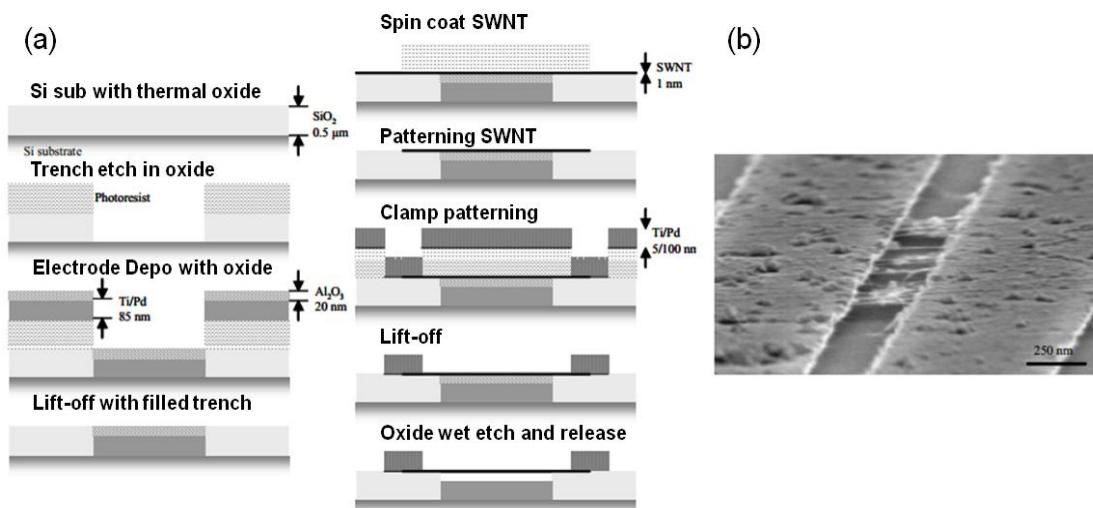 (a)
Si sub with thermal oxide
SiO₂
0.5 μm
Si substrate
Trench etch in oxide
Photoresist
Electrode Depo with oxide
Ti/Pd
85 nm
Al₂O₃
20 nm
Lift-off with filled trench
Spin coat SWNT
SWNT
1 nm
Patterning SWNT
Clamp patterning
Ti/Pd
5/100 nm
Lift-off
Oxide wet etch and release
(b)
250 nm